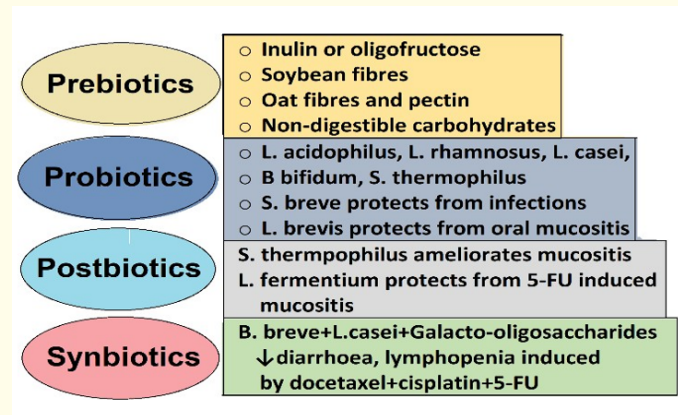 Prebiotics
○ Inulin or oligofructose
○ Soybean fibres
○ Oat fibres and pectin
○ Non-digestible carbohydrates
Probiotics
○ L. acidophilus, L. rhamnosus, L. casei,
○ B bifidum, S. thermophilus
○ S. breve protects from infections
○ L. brevis protects from oral mucositis
Postbiotics
S. thermpophilus ameliorates mucositis
L. fermentium protects from 5-FU induced
mucositis
Synbiotics
B. breve+L.casei+Galacto-oligosaccharides
↓diarrhoea, lymphopenia induced
by docetaxel+cisplatin+5-FU